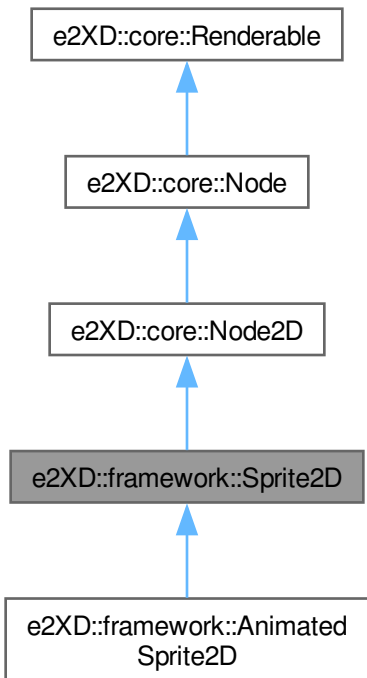 e2XD::core::Renderable
e2XD::core::Node
e2XD::core::Node2D
e2XD::framework::Sprite2D
e2XD::framework::Animated
Sprite2D